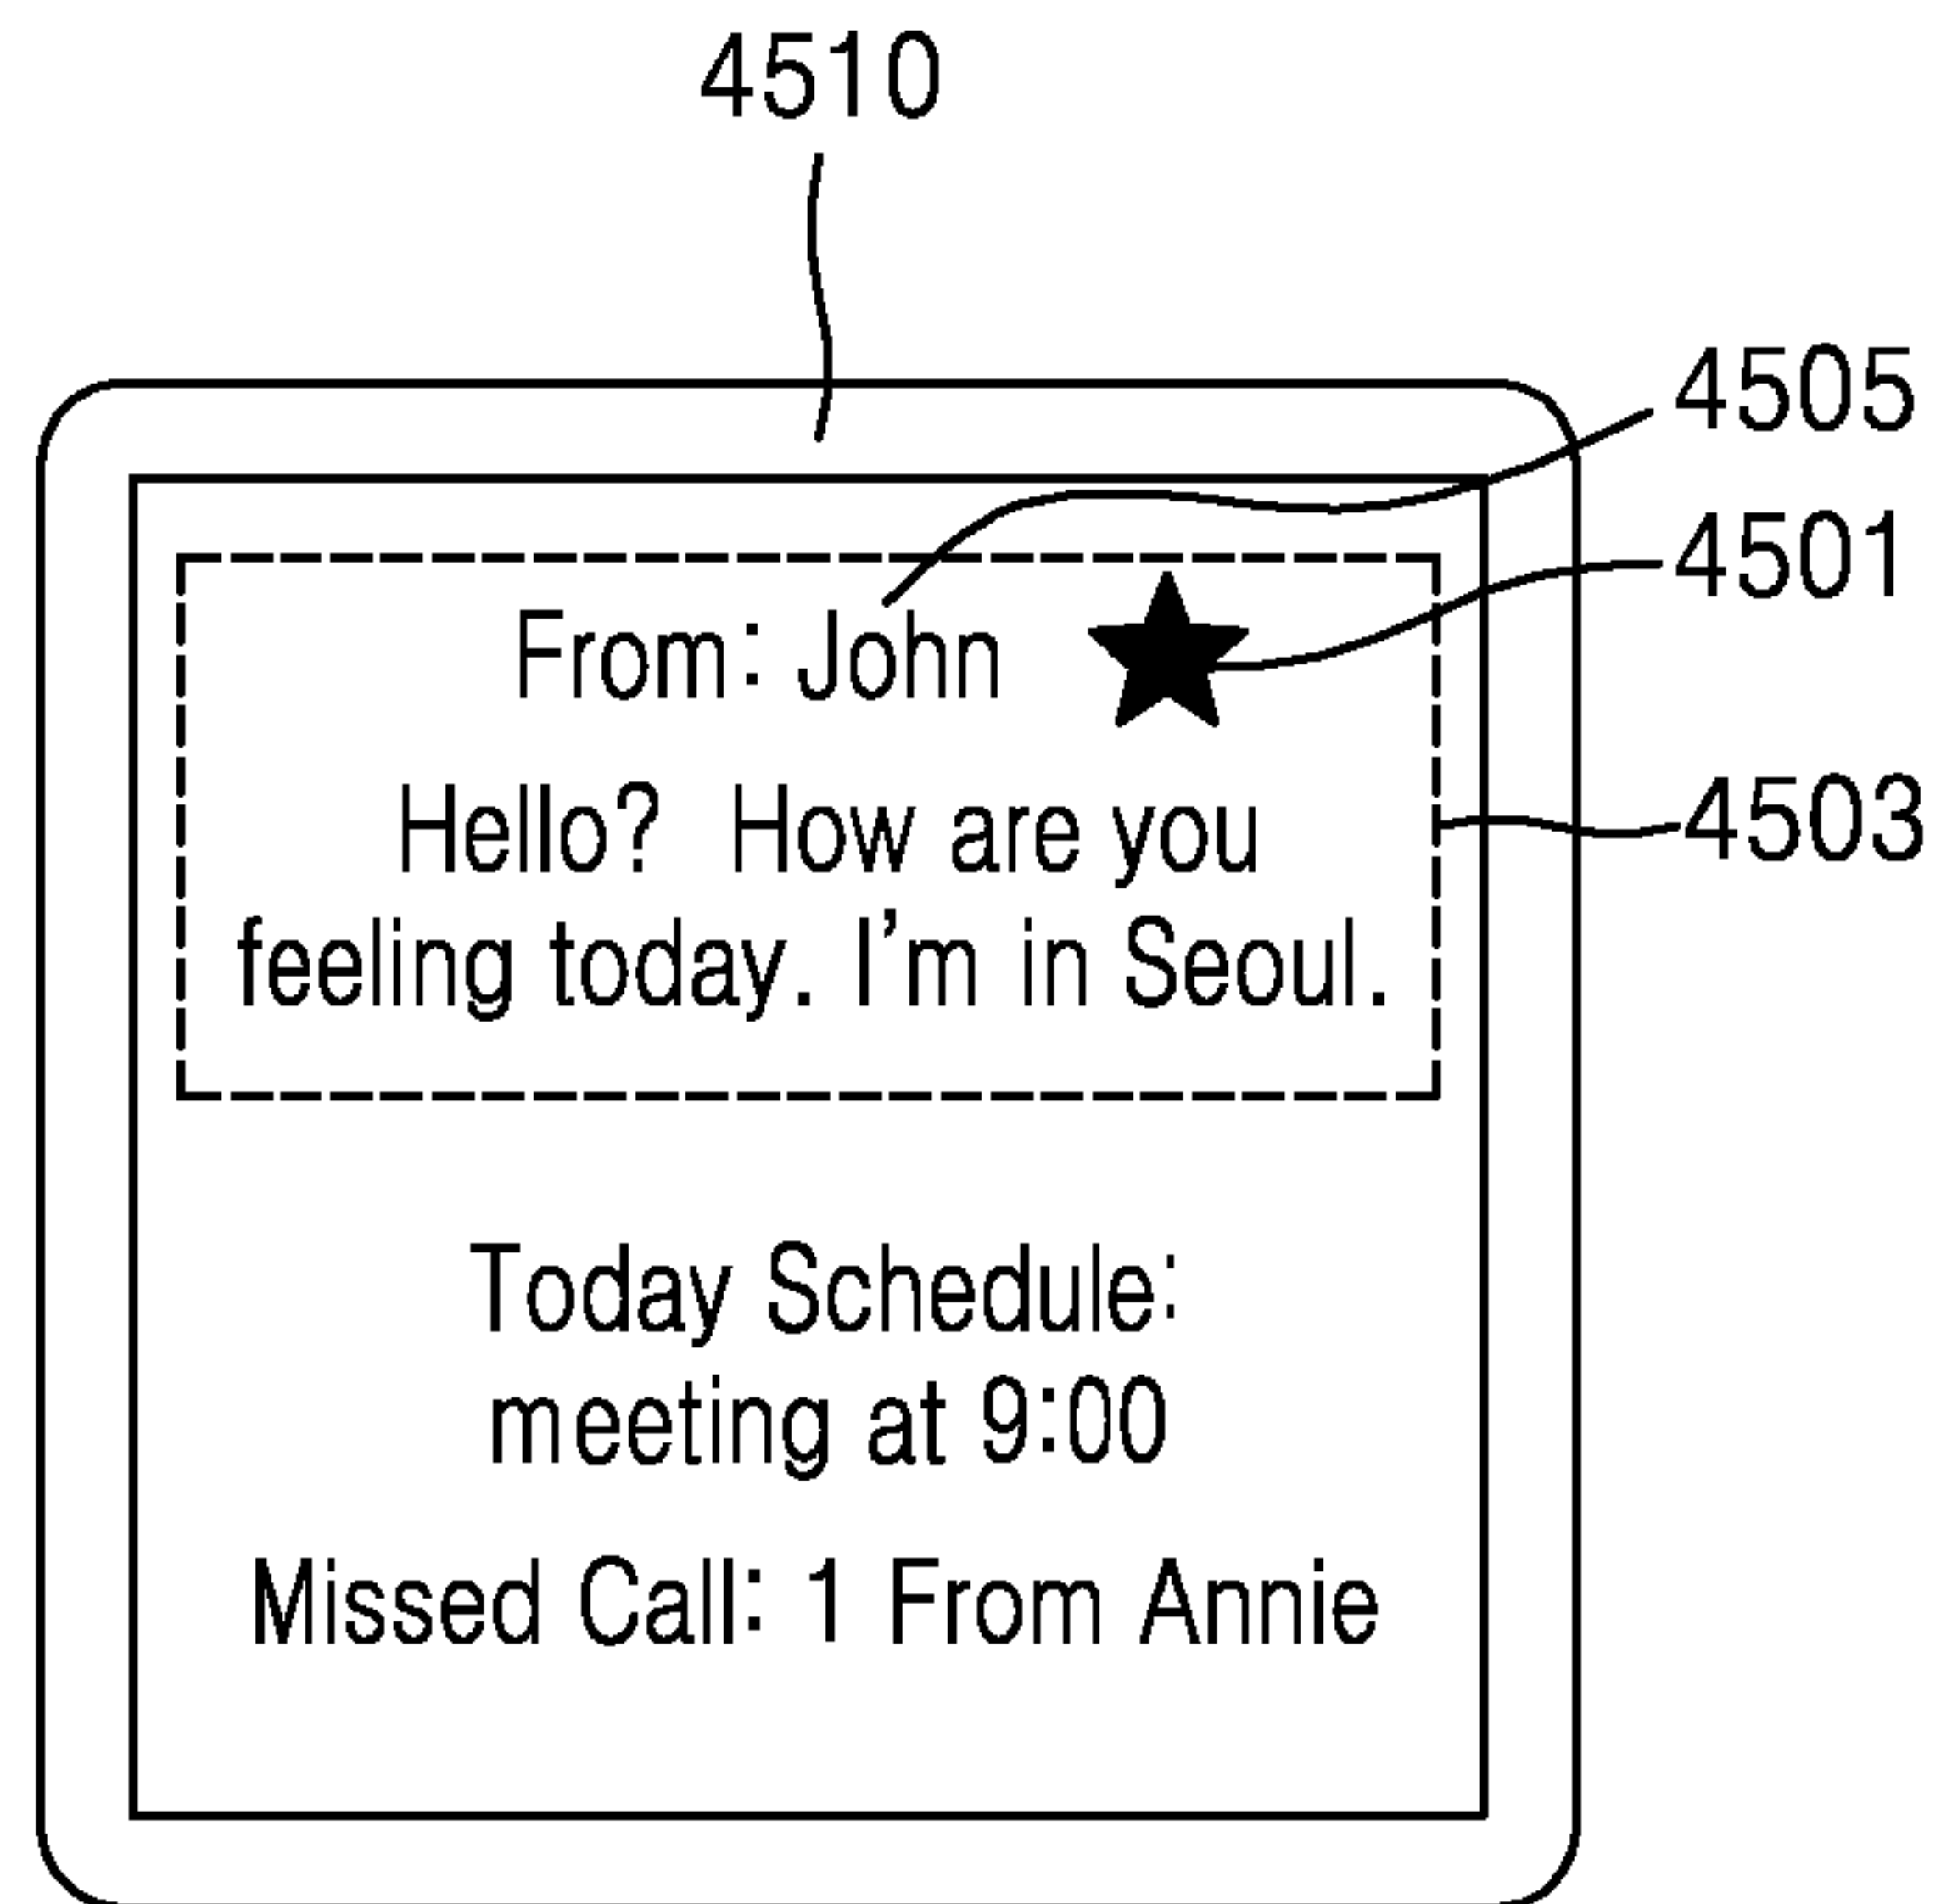 4510
4505
4501
From: John
4503
Hello? How are you
feeling today. I'm in Seoul.
Today Schedule:
meeting at 9:00
Missed Call: 1 From Annie